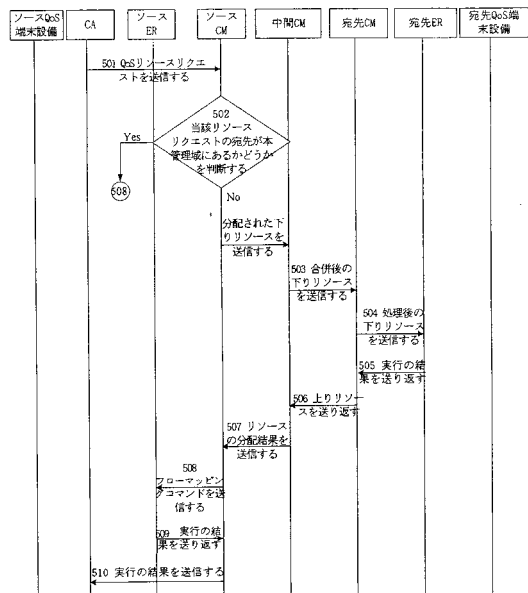 ソースQoS
端末設備
CA
ソース
ER
ソース
CM
中間CM
宛先CM
宛先ER
宛先QoS端
末設備
501 QoSリソースリクエ
ストを送信する
502
当該リソース
リクエストの宛先が本
管理域にあるかどうか
を判断する
Yes
508
No
分配された下
りリソースを
送信する
503 合併後の
下りリソース
を送信する
504 処理後の
下りリソース
を送信する
505 実行の結
果を送り返す
506 上りリソー
スを送り返す
507 リソース
の分配結果を
送信する
508
フローマッピン
グコマンドを送
信する
509 実行の結
果を送り返す
510 実行の結果を送信する